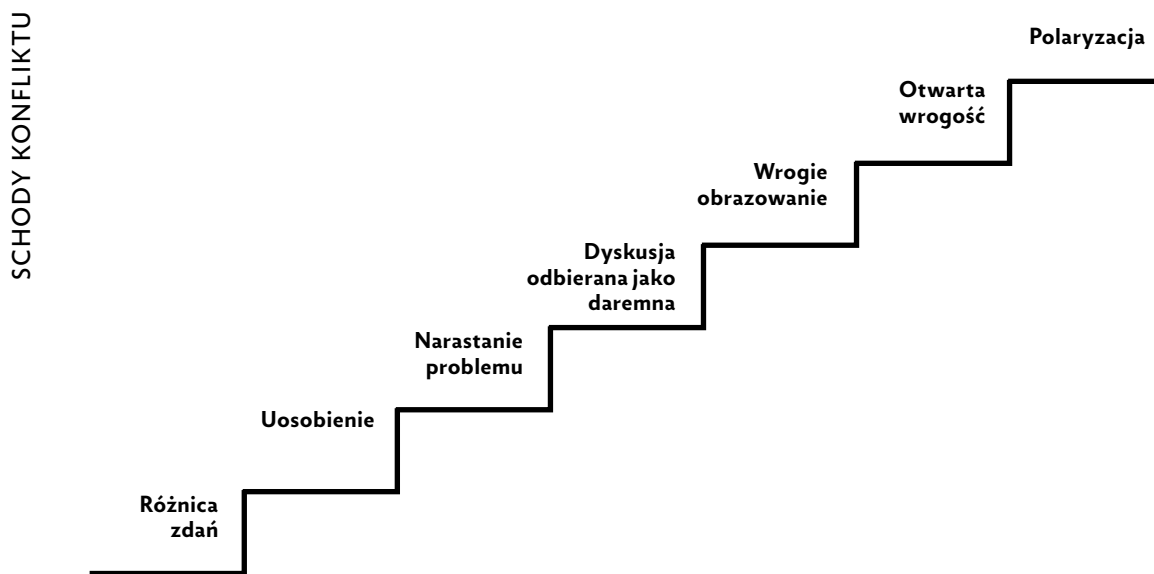 SCHODY KONFLIKTU
Polaryzacja
Otwarta
wrogość
Wrogie
obrazowanie
Dyskusja
odbierana jako
daremna
Narastanie
problemu
Uosobienie
Różnica
zdań